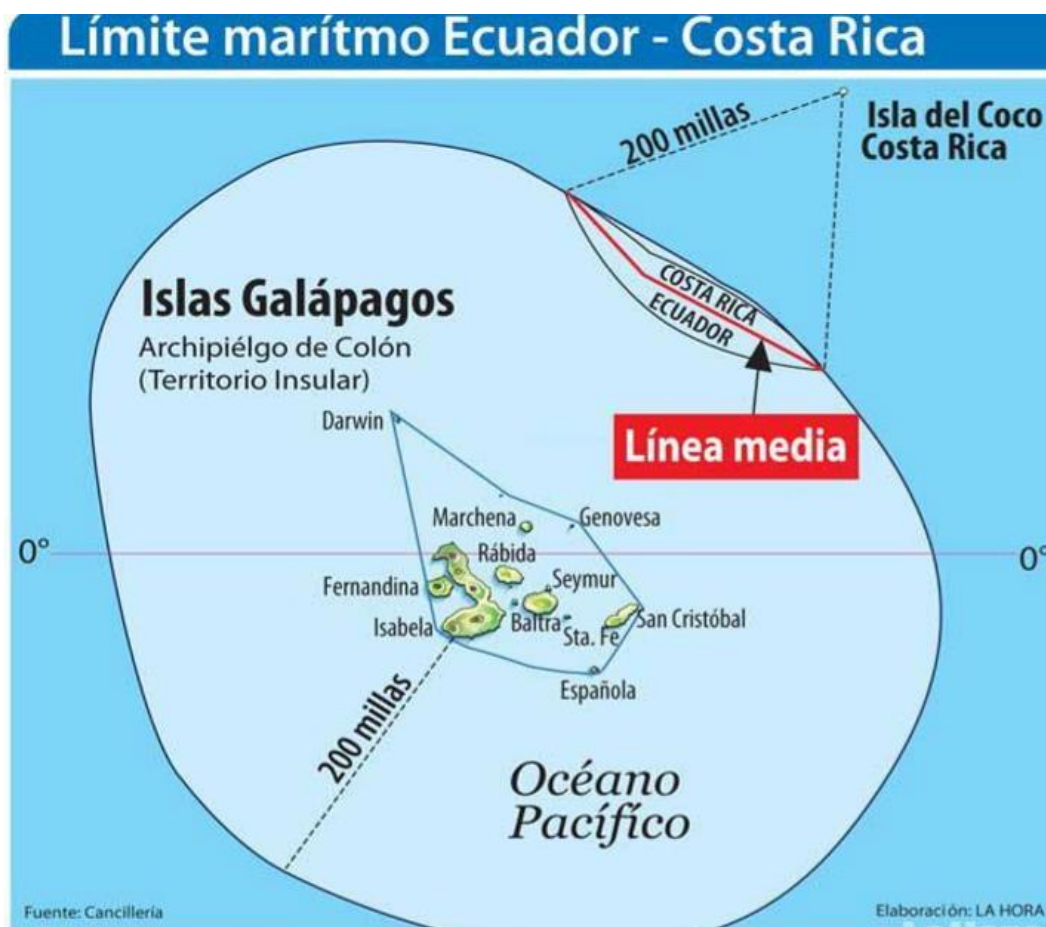 Límite marítmo Ecuador - Costa Rica
200 millas
Isla del Coco
Costa Rica
COSTA RICA
ECUADOR
Islas Galápagos
Archipiélgo de Colón
(Territorio Insular)
Línea media
Darwin
Marchena
Genovesa
0°
0°
Rábida
Fernandina
Seymur
Isabela
Baltra
Sta. Fe
San Cristóbal
Española
200 millas
Océano
Pacífico
Fuente: Cancillería
Elaboración: LA HORA